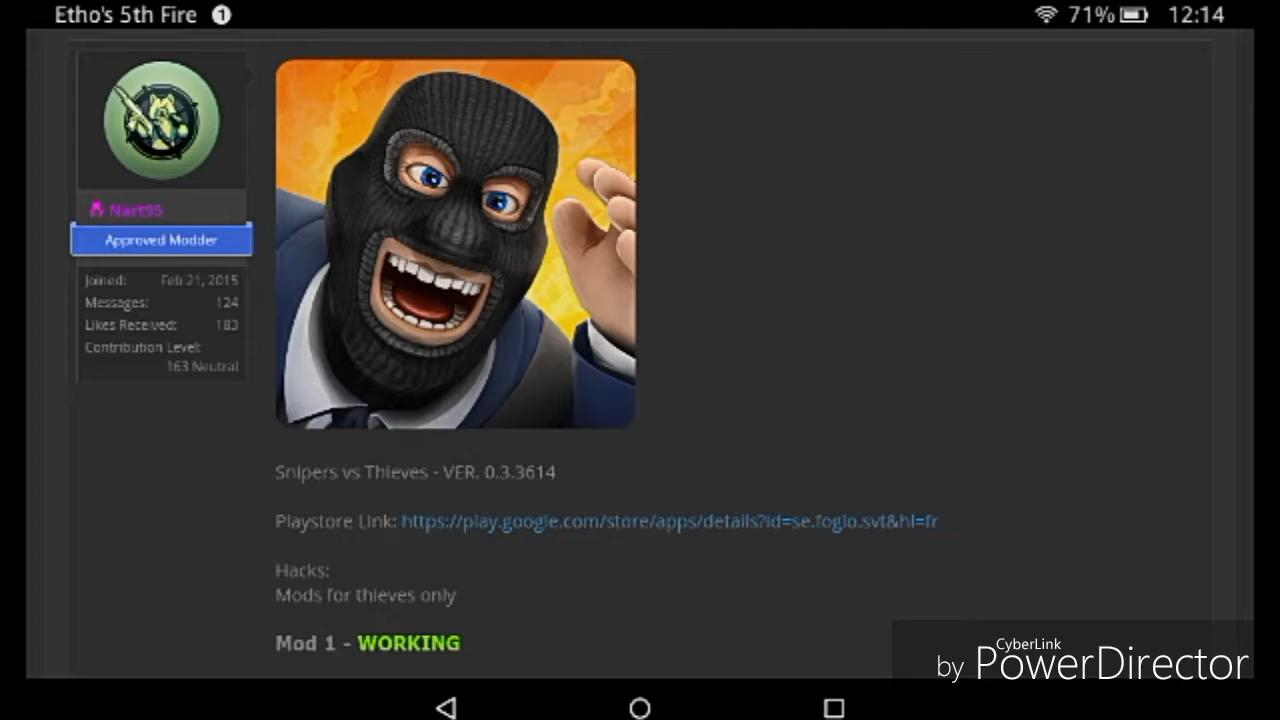 Etho's 5th Fire 1
71% 12:14
Nart95
Approved Modder
Joined: Feb 21, 2015
Messages: 124
Likes Received: 183
Contribution Level:
163 Neutral
Snipers vs Thieves - VER. 0.3.3614
Playstore Link: https://play.google.com/store/apps/details?id=se.foglo.svt&hl=fr
Hacks:
Mods for thieves only
Mod 1 - WORKING
CyberLink
by PowerDirector